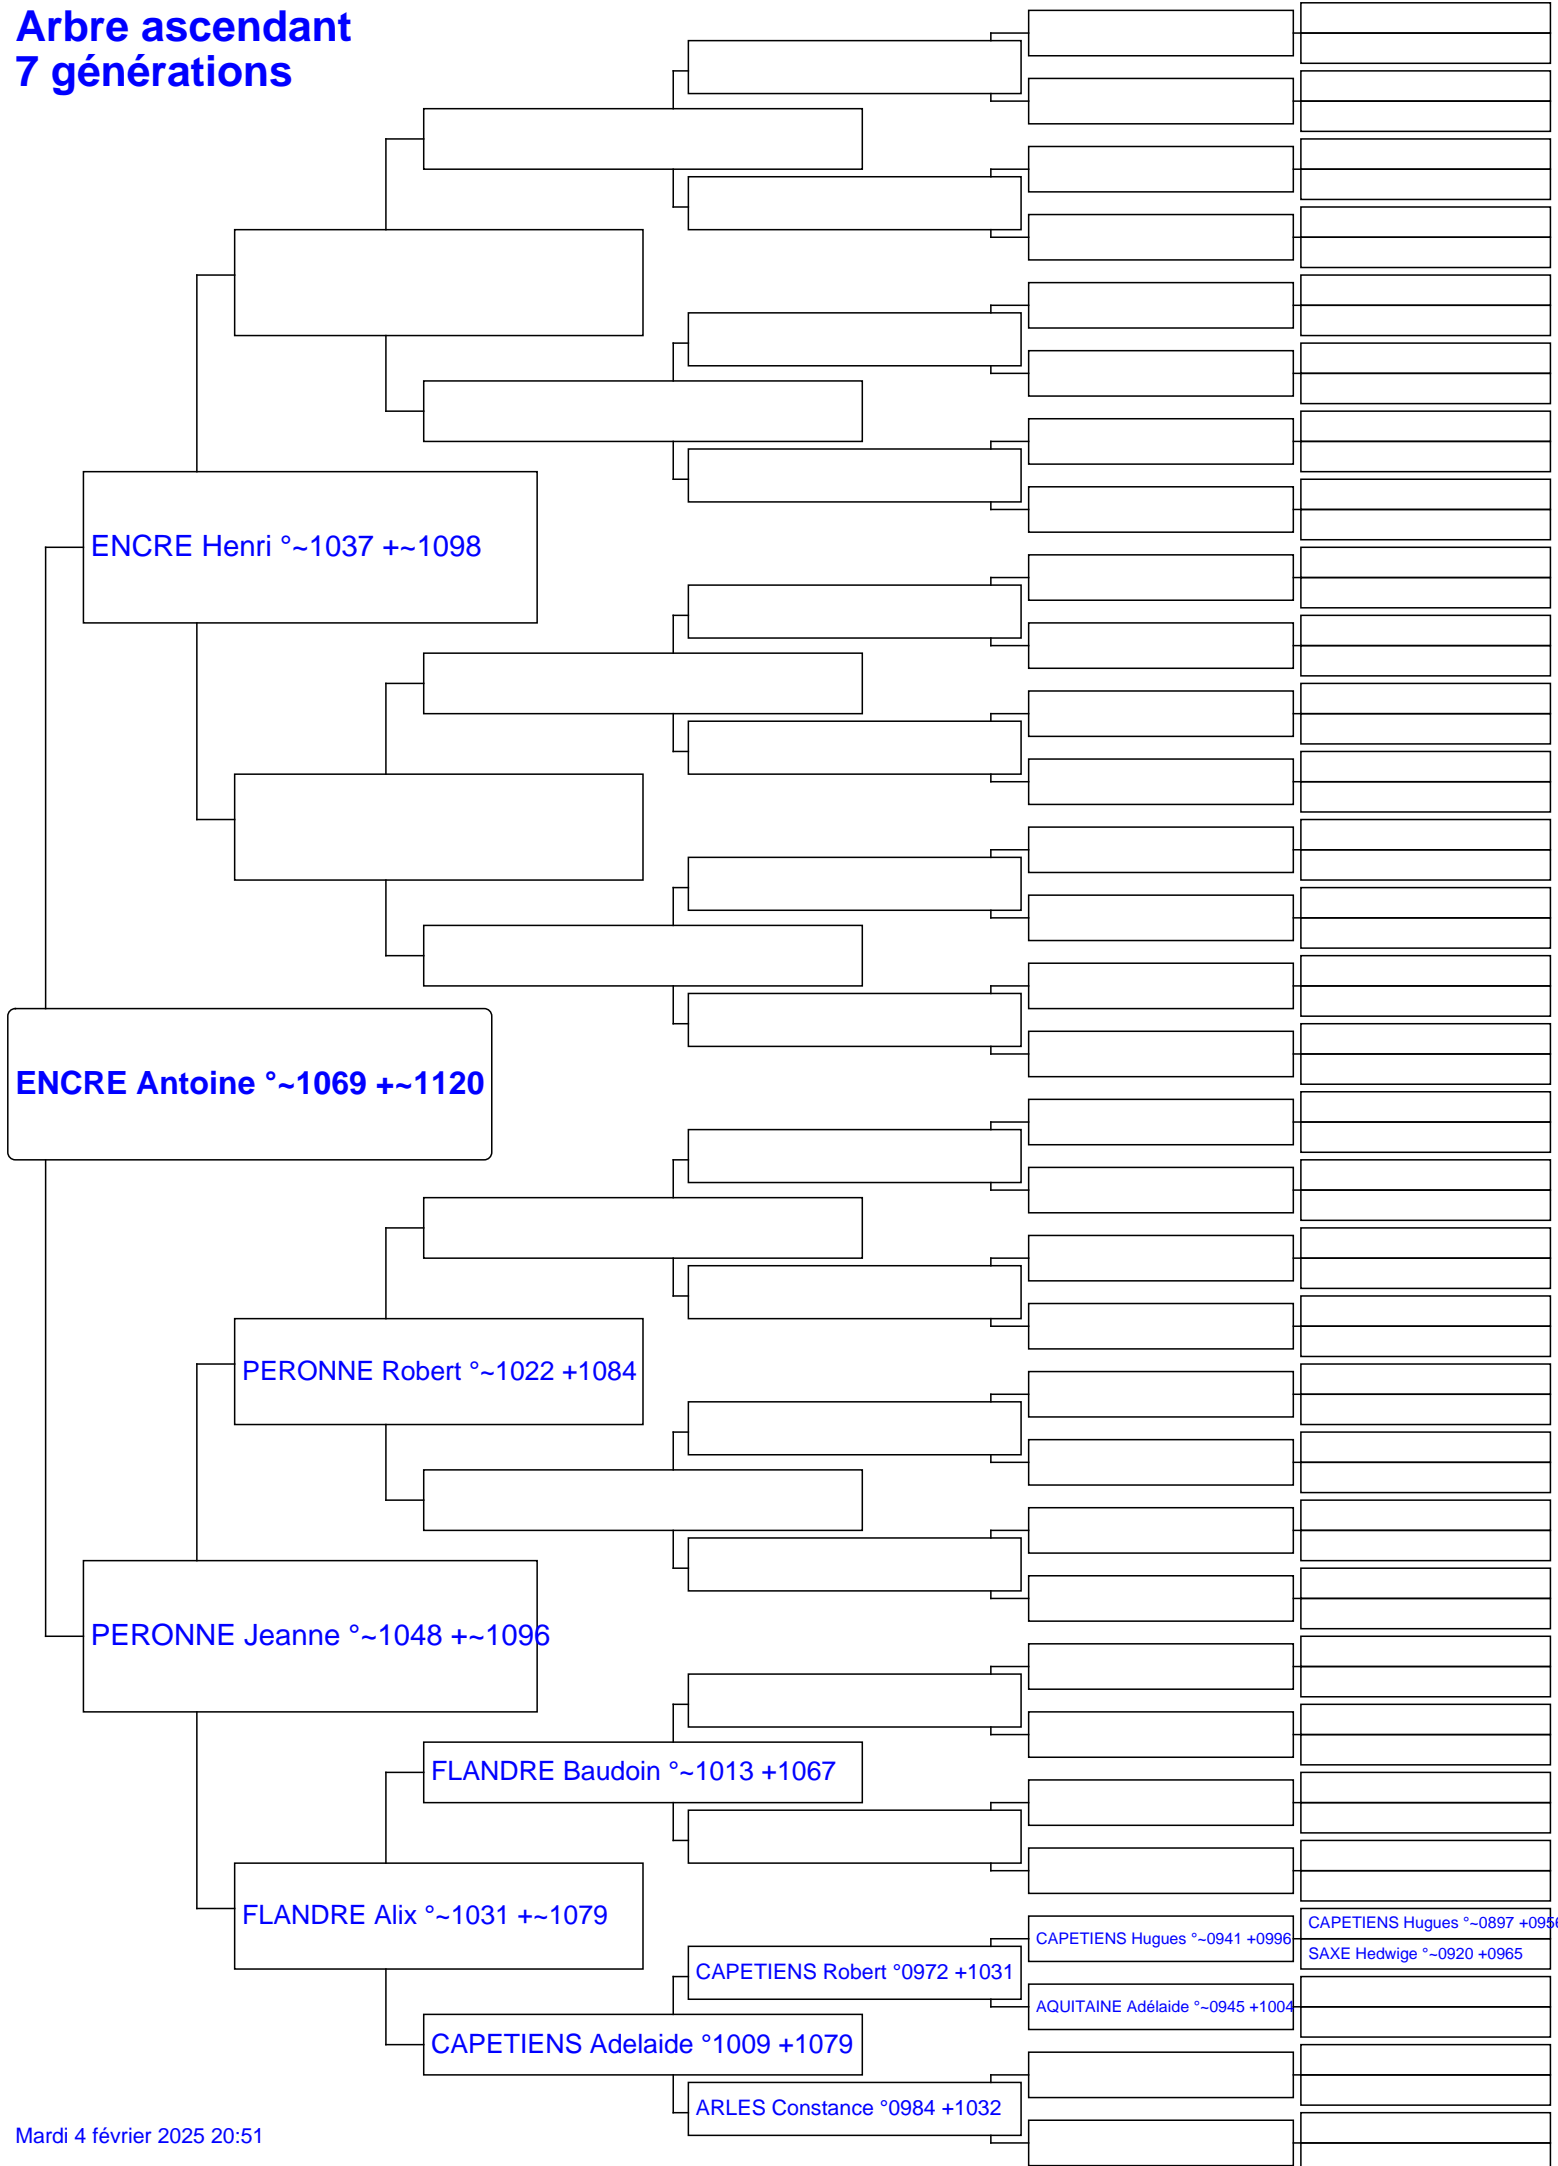 Arbre ascendant
7 générations
ENCRE Henri °~1037 +~1098
ENCRE Antoine °~1069 +~1120
PERONNE Robert °~1022 +1084
PERONNE Jeanne °~1048 +~1096
FLANDRE Baudoin °~1013 +1067
FLANDRE Alix °~1031 +~1079
CAPETIENS Hugues °~0897 +0956
CAPETIENS Hugues °~0941 +0996
SAXE Hedwige °~0920 +0965
CAPETIENS Robert °0972 +1031
AQUITAINE Adélaide °~0945 +1004
CAPETIENS Adelaide °1009 +1079
ARLES Constance °0984 +1032
Mardi 4 février 2025 20:51